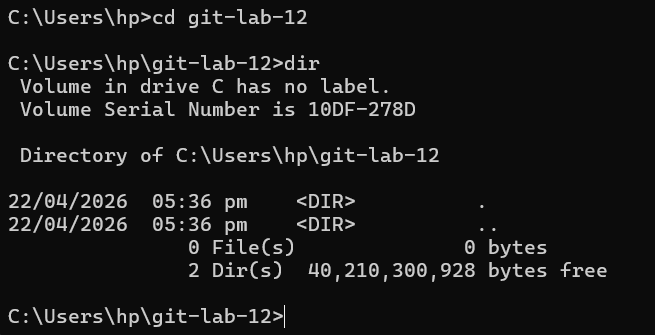 C:\Users\hp>cd git-lab-12
C:\Users\hp\git-lab-12>dir
 Volume in drive C has no label.
 Volume Serial Number is 10DF-278D
 Directory of C:\Users\hp\git-lab-12
22/04/2026  05:36 pm    <DIR>          .
22/04/2026  05:36 pm    <DIR>          ..
               0 File(s)              0 bytes
               2 Dir(s)  40,210,300,928 bytes free
C:\Users\hp\git-lab-12>